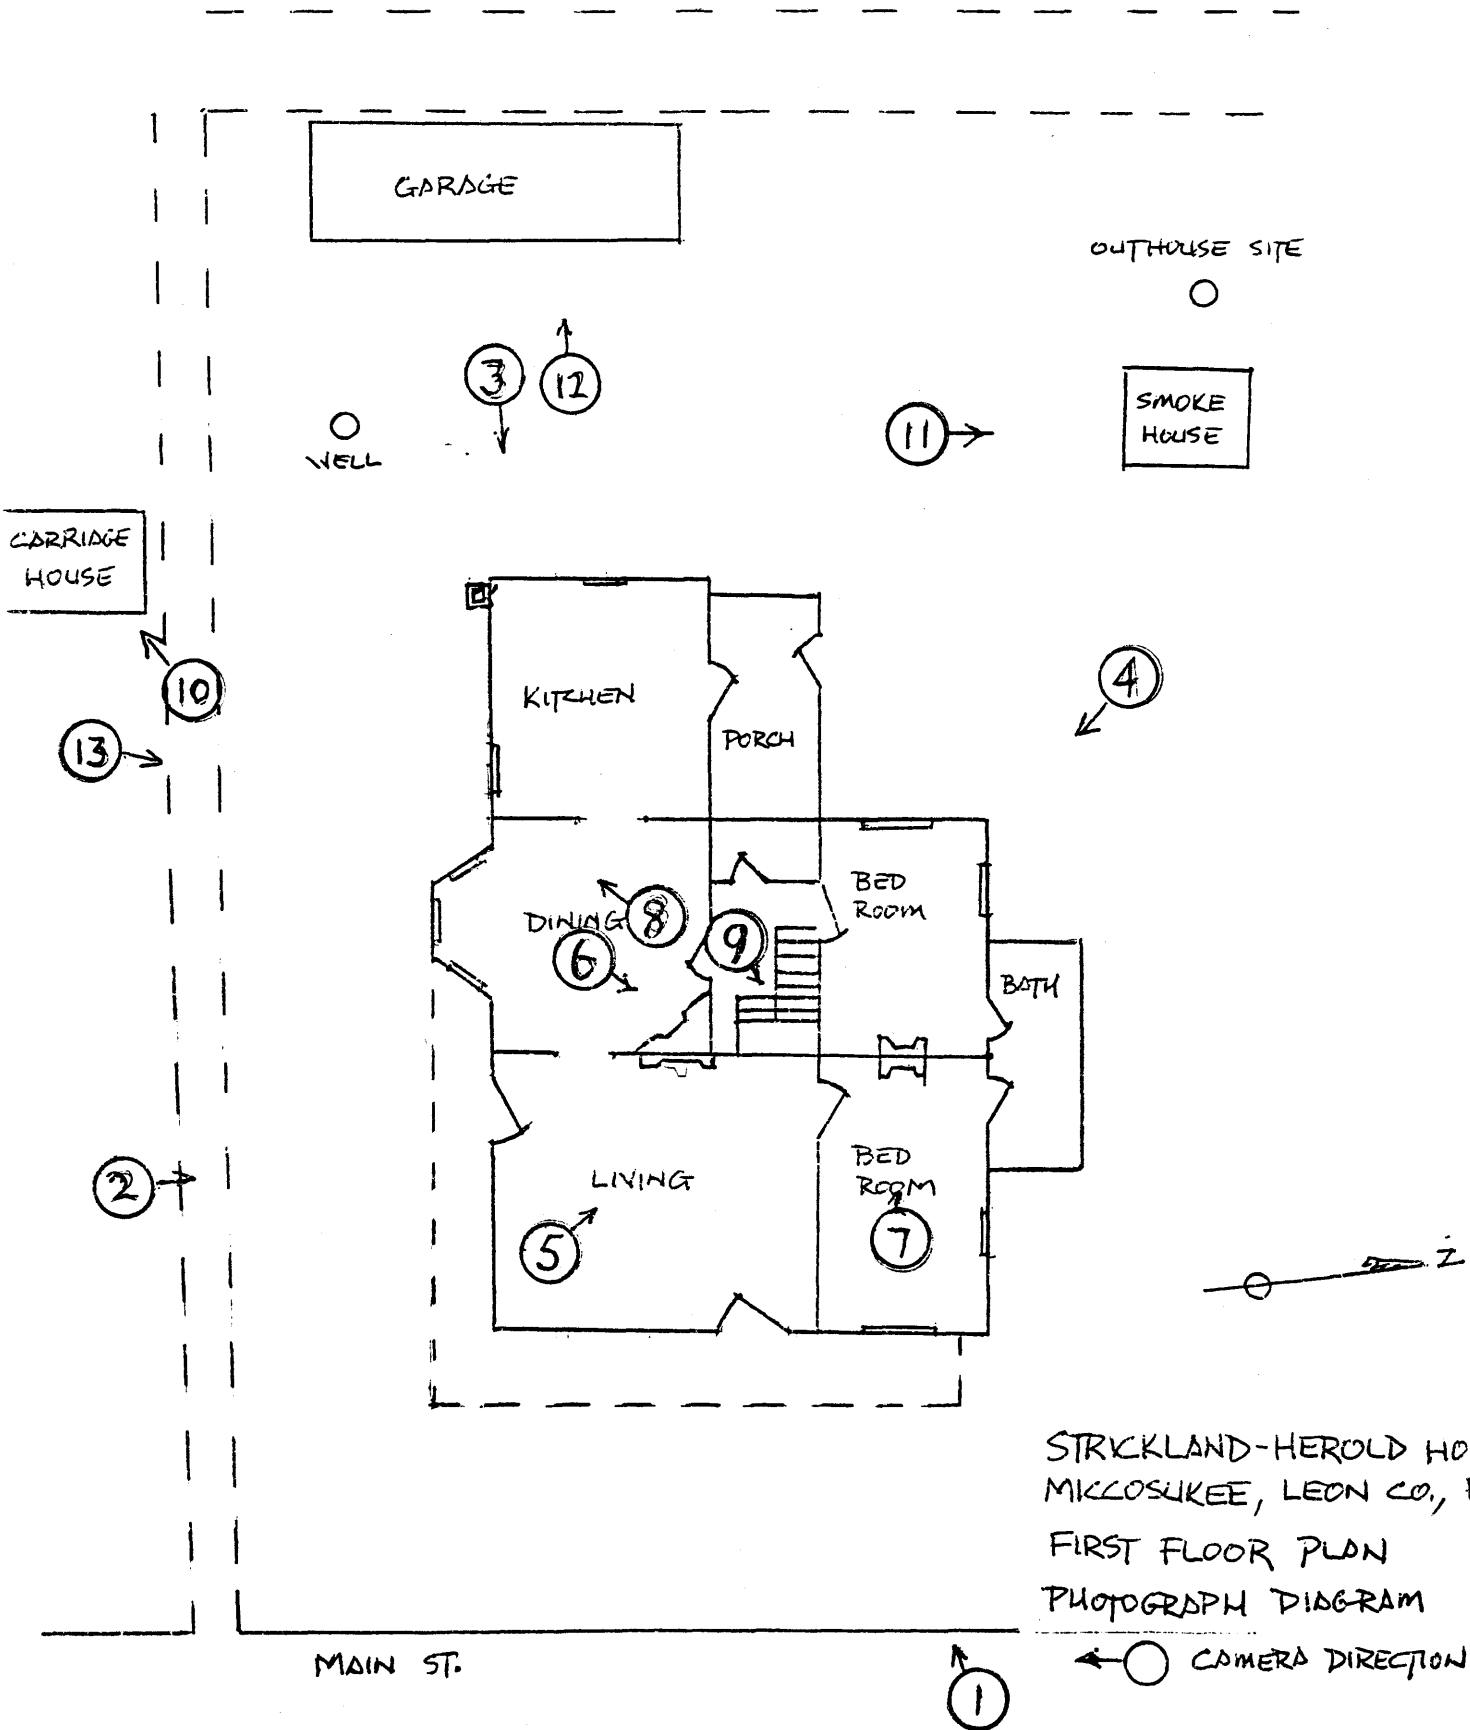 GARAGE
OUTHOUSE SITE
3
12
SMOKE
HOUSE
11
WELL
CARRIAGE
HOUSE
10
4
KITCHEN
PORCH
13
BED
ROOM
DINING
8
9
6
BATH
2
LIVING
BED
ROOM
5
7
N
STRICKLAND-HEROLD HO
MICCOSUKEE, LEON CO.,
FIRST FLOOR PLAN
PHOTOGRAPH DIAGRAM
MAIN ST.
CAMERA DIRECTION
1